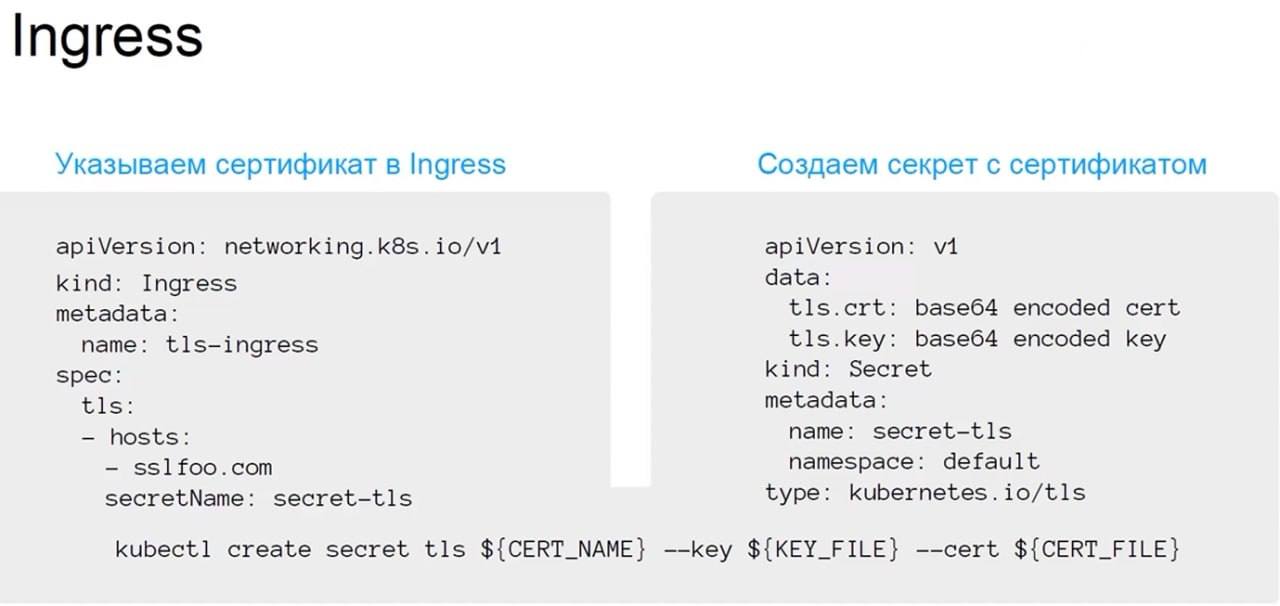 Ingress
Указываем сертификат в Ingress
apiVersion: networking.k8s.io/v1
kind: Ingress
metadata:
  name: tls-ingress
spec:
  tls:
  - hosts:
    - sslfoo.com
    secretName: secret-tls
Создаем секрет с сертификатом
apiVersion: v1
data:
  tls.crt: base64 encoded cert
  tls.key: base64 encoded key
kind: Secret
metadata:
  name: secret-tls
  namespace: default
type: kubernetes.io/tls
kubectl create secret tls ${CERT_NAME} --key ${KEY_FILE} --cert ${CERT_FILE}